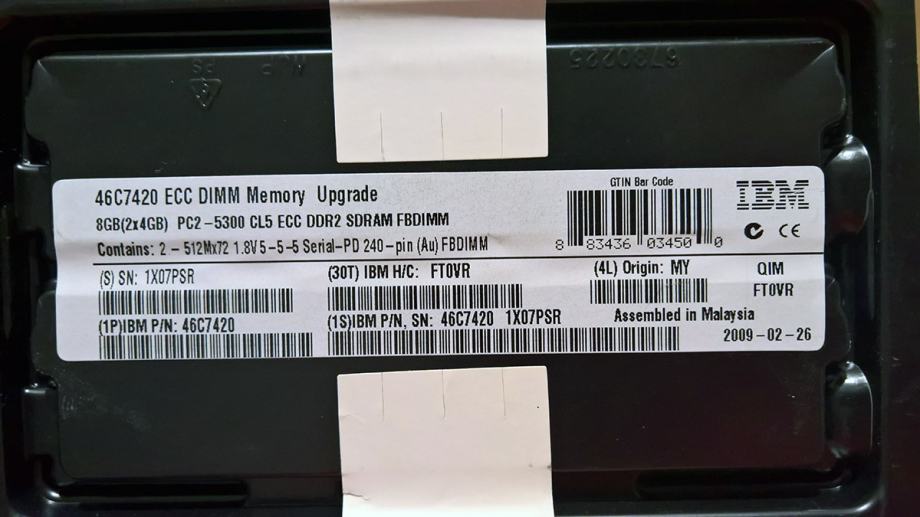 46C7420 ECC DIMM Memory Upgrade
8GB(2x4GB) PC2-5300 CL5 ECC DDR2 SDRAM FBDIMM
Contains: 2-512Mx72 1.8V 5-5-5 Serial-PD 240-pin (Au) FBDIMM
GTIN Bar Code
8 83436 03450 0
IBM
CE
(S) SN: 1X07PSR
(30T) IBM H/C: FT0VR
(4L) Origin: MY
QIM
FT0VR
(1P)IBM P/N: 46C7420
(1S)IBM P/N, SN: 46C7420 1X07PSR
Assembled in Malaysia
2009-02-26